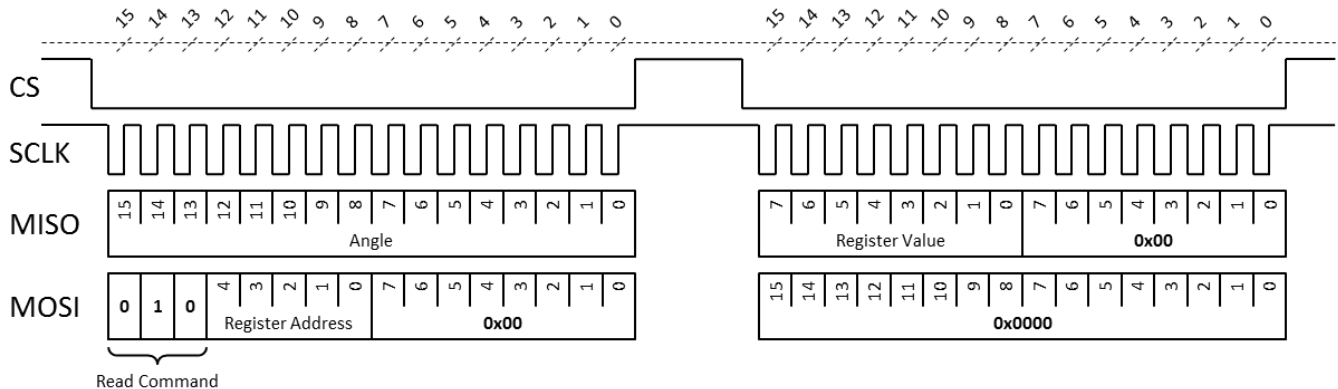 15 14 13 12 11 10 9 8 7 6 5 4 3 2 1 0 15 14 13 12 11 10 9 8 7 6 5 4 3 2 1 0
CS
SCLK
MISO 15 14 13 12 11 10 9 8 7 6 5 4 3 2 1 0 7 6 5 4 3 2 1 0 7 6 5 4 3 2 1 0
Angle Register Value 0x00
MOSI 0 1 0 4 3 2 1 0 7 6 5 4 3 2 1 0 15 14 13 12 11 10 9 8 7 6 5 4 3 2 1 0
Register Address 0x00 0x0000
Read Command